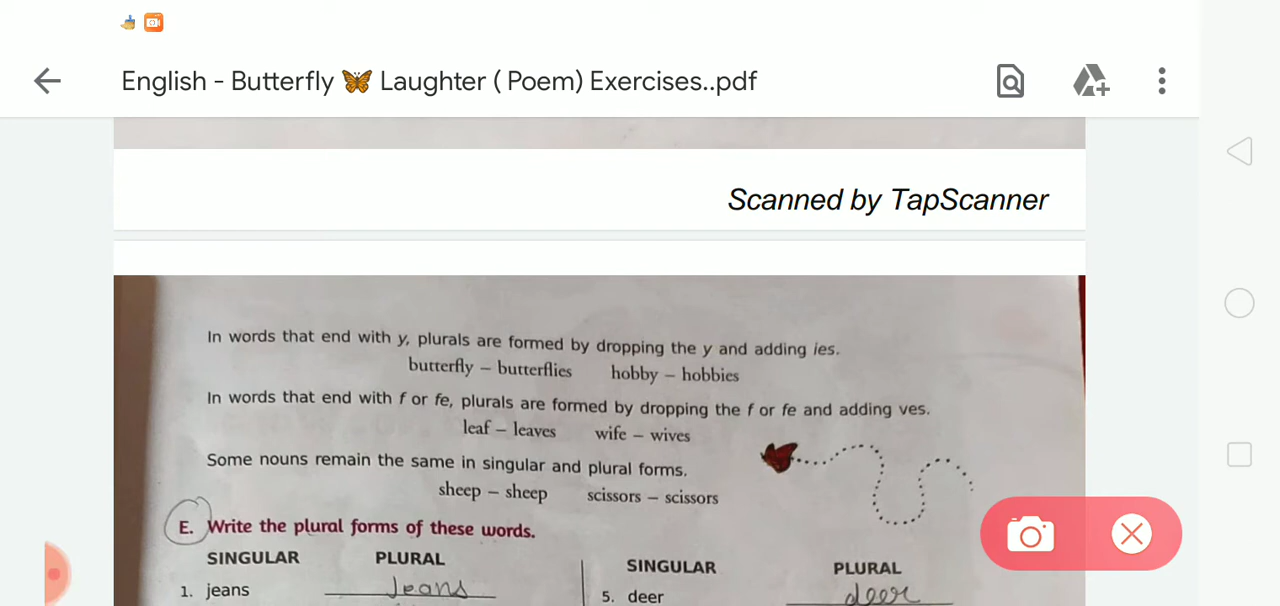 English - Butterfly 🦋 Laughter ( Poem) Exercises..pdf
Scanned by TapScanner
In words that end with y, plurals are formed by dropping the y and adding ies.
butterfly – butterflies hobby – hobbies
In words that end with f or fe, plurals are formed by dropping the f or fe and adding ves.
leaf – leaves wife – wives
Some nouns remain the same in singular and plural forms.
sheep – sheep scissors – scissors
E. Write the plural forms of these words.
SINGULAR PLURAL SINGULAR PLURAL
1. jeans Jeans 5. deer deer